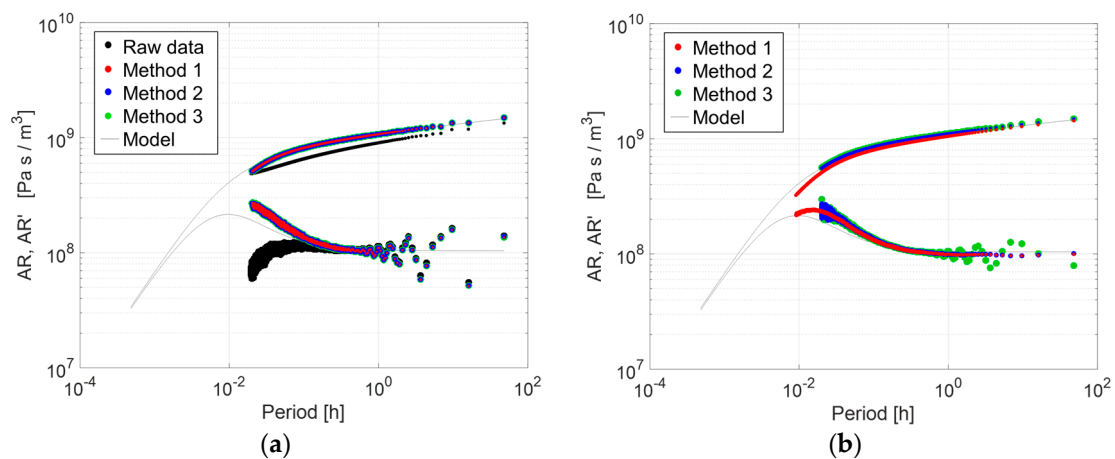 10^10
Raw data
Method 1
Method 2
Method 3
Model
10^9
10^8
10^7
AR, AR' [Pa s / m^3]
10^-4
10^-2
10^0
10^2
Period [h]
(a)
10^10
Method 1
Method 2
Method 3
Model
10^9
10^8
10^7
AR, AR' [Pa s / m^3]
10^-4
10^-2
10^0
10^2
Period [h]
(b)